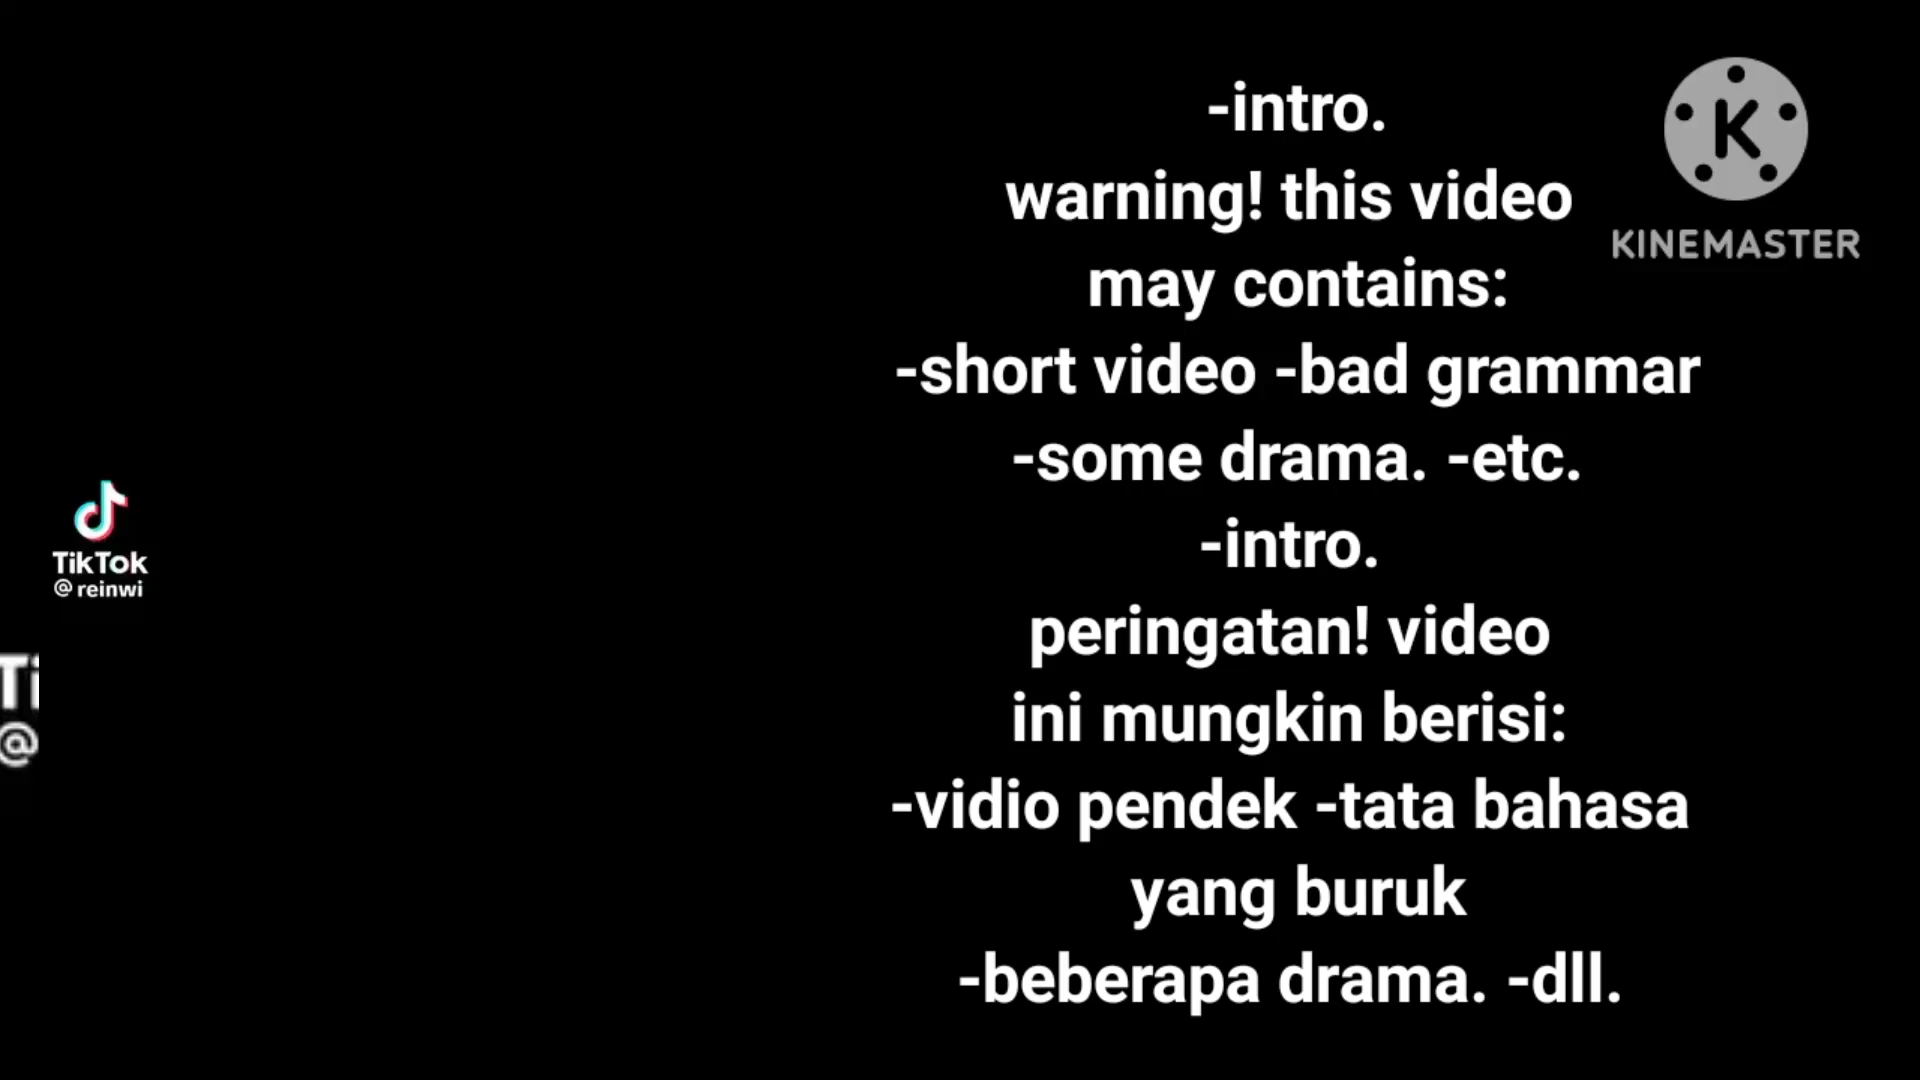 -intro.
warning! this video
may contains:
-short video -bad grammar
-some drama. -etc.
-intro.
peringatan! video
ini mungkin berisi:
-vidio pendek -tata bahasa
yang buruk
-beberapa drama. -dll.
K
KINEMASTER
TikTok
@reinwi
Ti
@